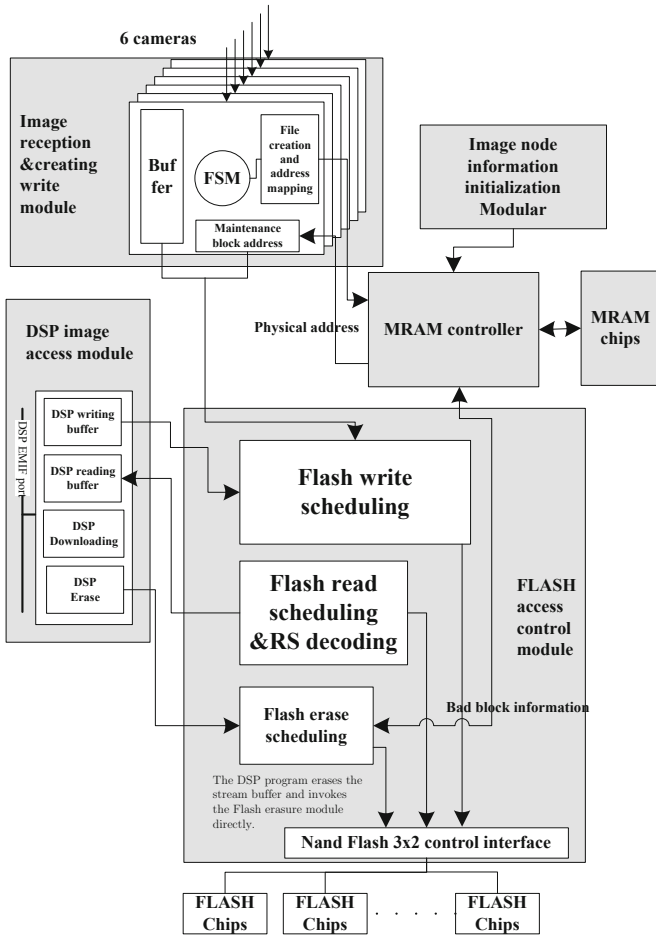 6 cameras
Image
reception
&creating
write
module
Buf
fer
FSM
File
creation
and
address
mapping
Maintenance
block address
Image node
information
initialization
Modular
Physical address
MRAM controller
MRAM
chips
DSP image
access module
DSP EMIF port
DSP writing
buffer
DSP reading
buffer
DSP
Downloading
DSP
Erase
Flash write
scheduling
Flash read
scheduling
&RS decoding
FLASH
access
control
module
Flash erase
scheduling
Bad block information
The DSP program erases the
stream buffer and invokes
the Flash erasure module
directly.
Nand Flash 3x2 control interface
FLASH
Chips
FLASH
Chips
. . . . .
FLASH
Chips